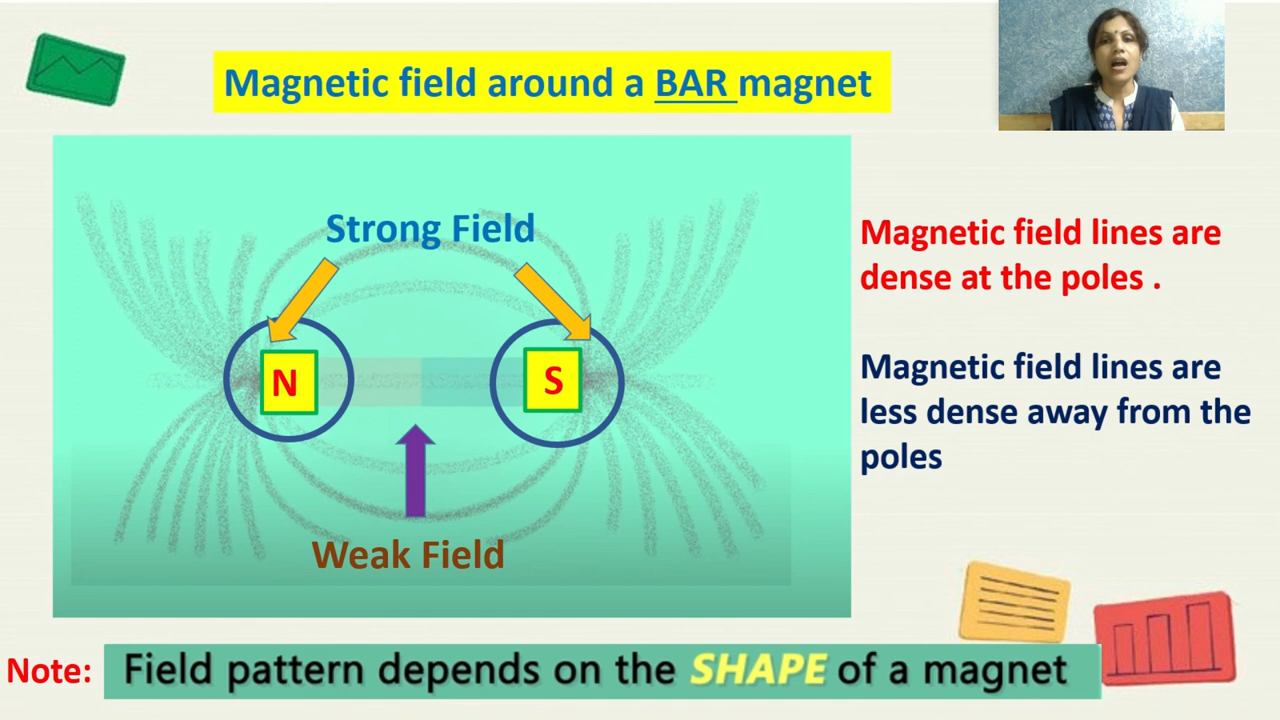 Magnetic field around a BAR magnet
Strong Field
N
S
Weak Field
Magnetic field lines are
dense at the poles .
Magnetic field lines are
less dense away from the
poles
Note: Field pattern depends on the SHAPE of a magnet